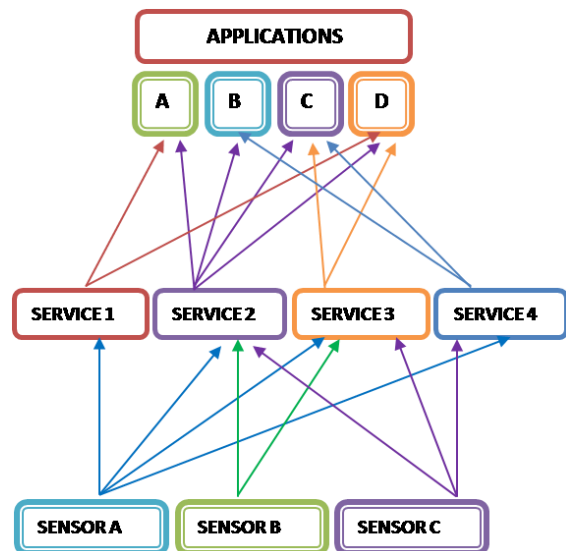 APPLICATIONS
A B C D
SERVICE 1 SERVICE 2 SERVICE 3 SERVICE 4
SENSOR A SENSOR B SENSOR C